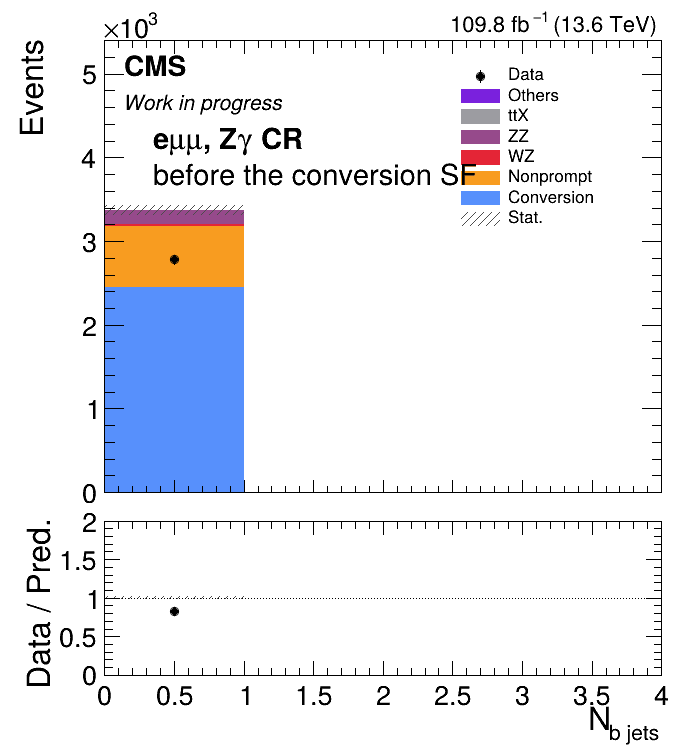 ×10³
109.8 fb⁻¹ (13.6 TeV)
Events
CMS
Work in progress
eμμ, Zγ CR
before the conversion SF
Data
Others
ttX
ZZ
WZ
Nonprompt
Conversion
Stat.
5
4
3
2
1
0
Data / Pred.
2
1.5
1
0.5
0
0 0.5 1 1.5 2 2.5 3 3.5 4
N_b jets